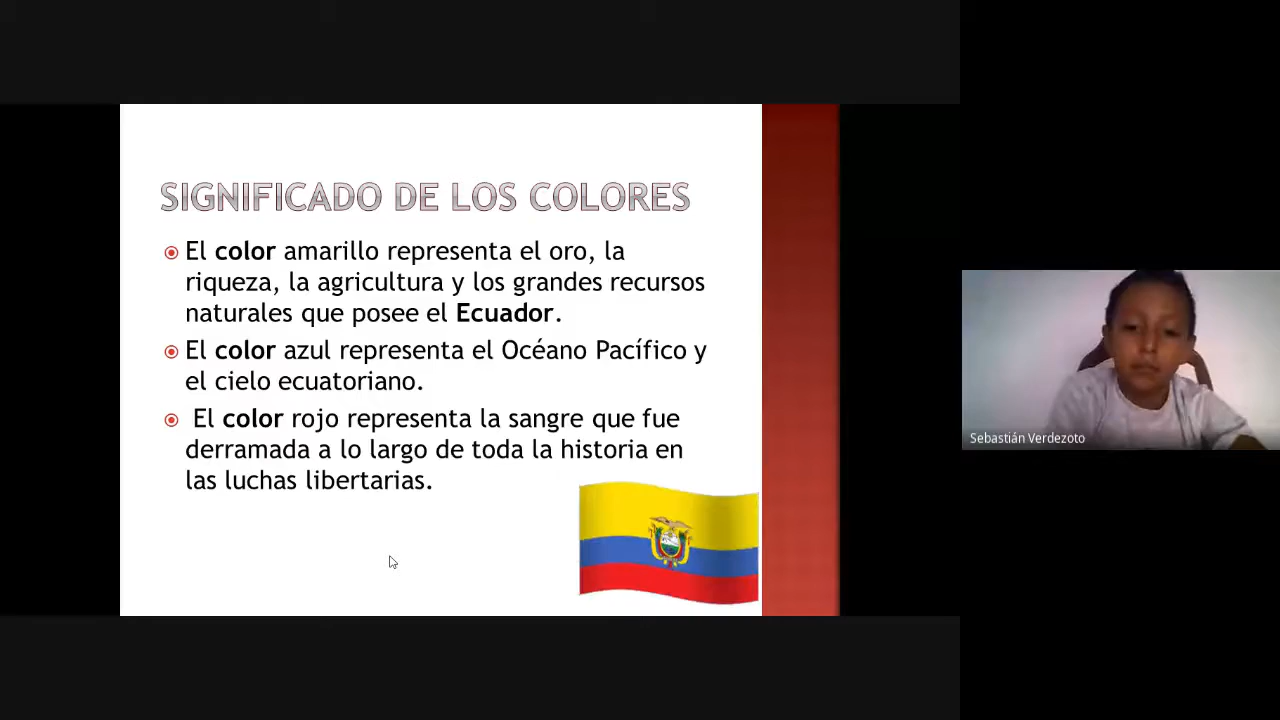 SIGNIFICADO DE LOS COLORES
El color amarillo representa el oro, la
riqueza, la agricultura y los grandes recursos
naturales que posee el Ecuador.
El color azul representa el Océano Pacífico y
el cielo ecuatoriano.
El color rojo representa la sangre que fue
derramada a lo largo de toda la historia en
las luchas libertarias.
Sebastián Verdezoto